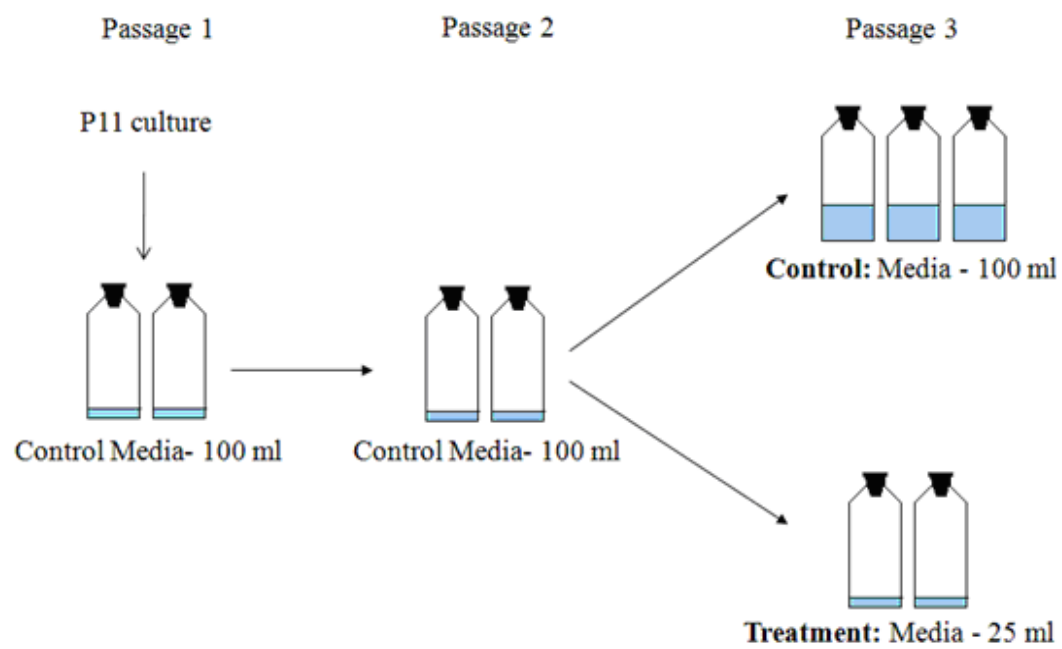 Passage 1
Passage 2
Passage 3
P11 culture
Control: Media - 100 ml
Control Media- 100 ml
Control Media- 100 ml
Treatment: Media - 25 ml